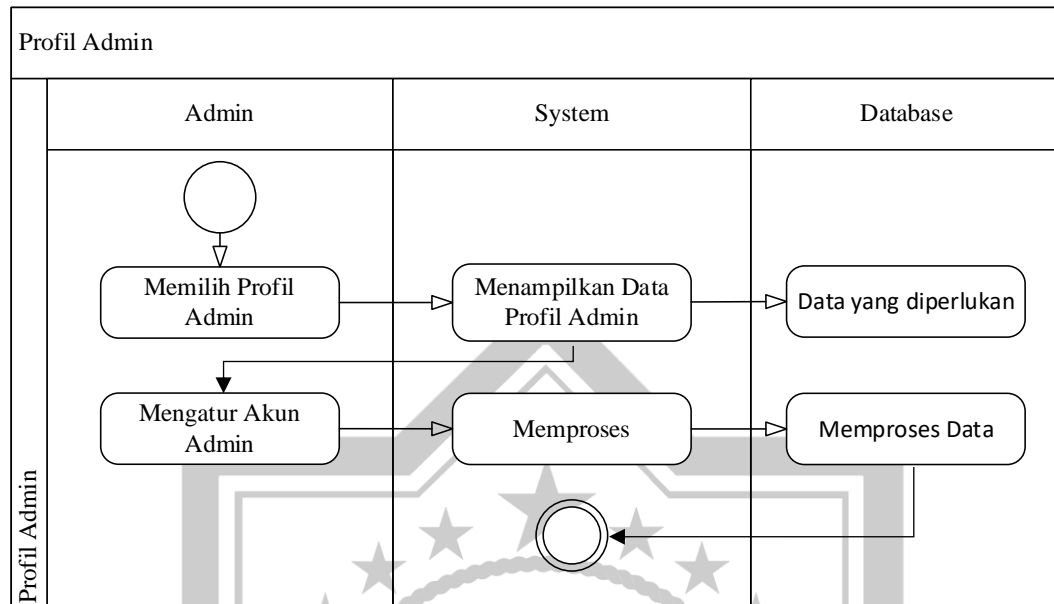 Profil Admin
Admin
System
Database
Memilih Profil
Admin
Menampilkan Data
Profil Admin
Data yang diperlukan
Mengatur Akun
Admin
Memproses
Memproses Data
Profil Admin